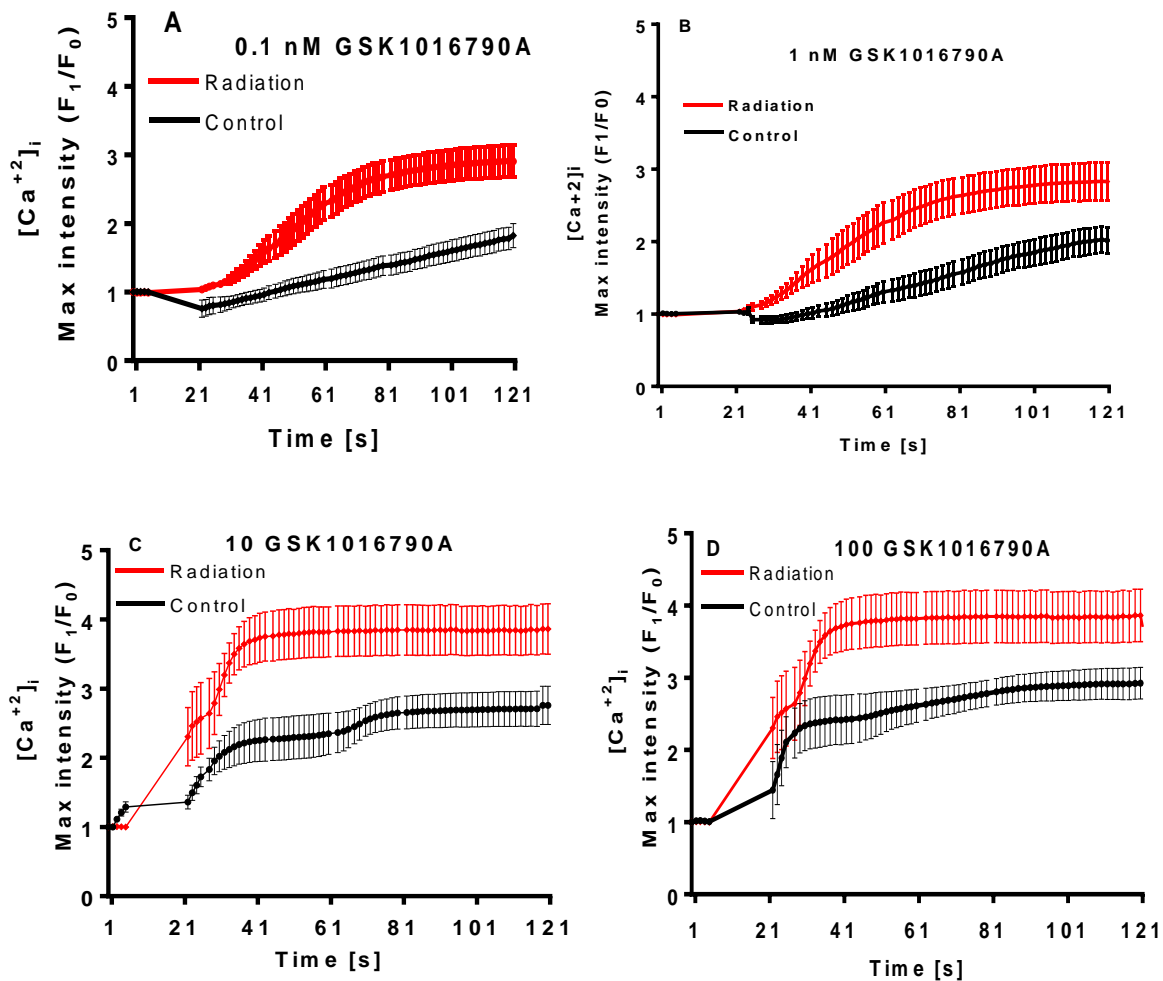 A
0.1 nM GSK1016790A
Radiation
Control
[Ca+2]i
Max intensity (F1/F0)
5
4
3
2
1
0
1 21 41 61 81 101 121
Time [s]
B
1 nM GSK1016790A
Radiation
Control
[Ca+2]i
Max intensity (F1/F0)
5
4
3
2
1
0
1 21 41 61 81 101 121
Time [s]
C
10 GSK1016790A
Radiation
Control
[Ca+2]i
Max intensity (F1/F0)
5
4
3
2
1
0
1 21 41 61 81 101 121
Time [s]
D
100 GSK1016790A
Radiation
Control
[Ca+2]i
Max intensity (F1/F0)
5
4
3
2
1
0
1 21 41 61 81 101 121
Time [s]